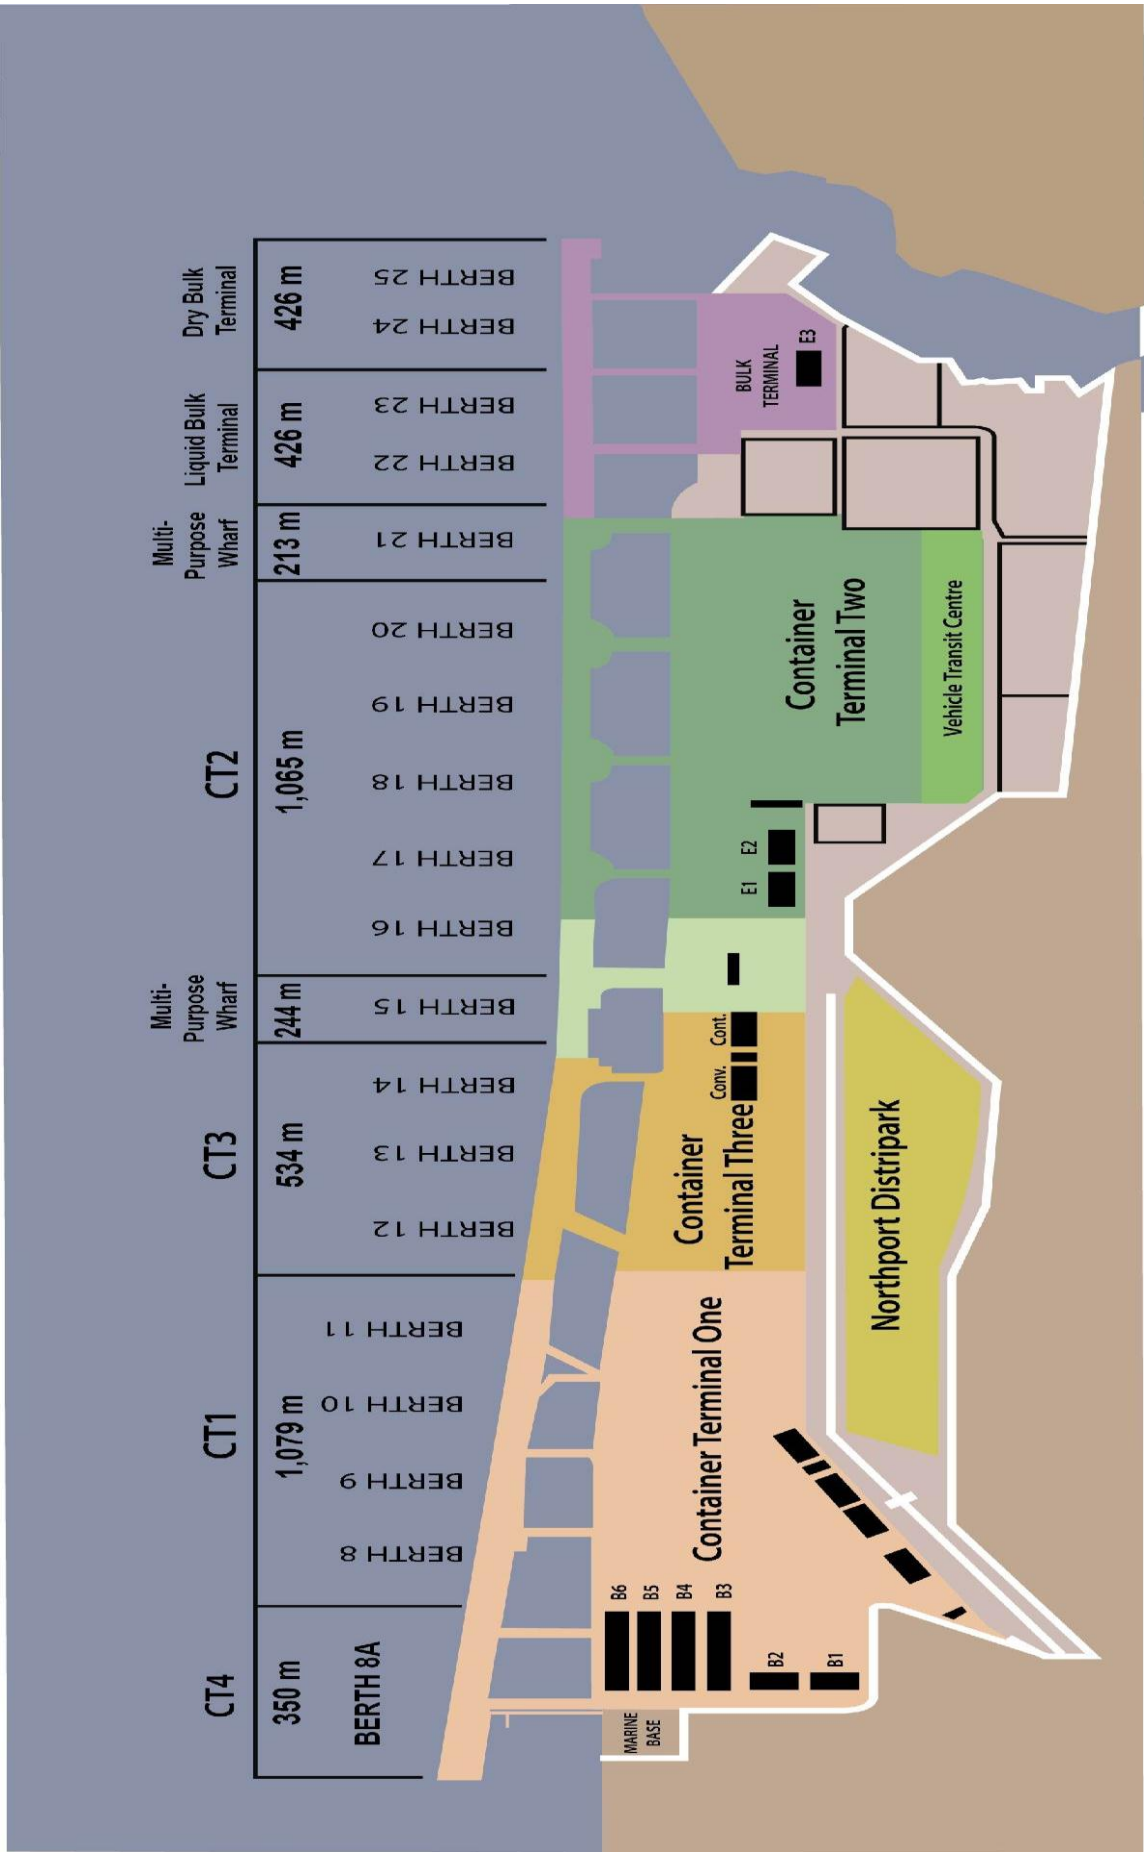 CT4
CT1
CT3
Multi-
Purpose
Wharf
CT2
Multi-
Purpose
Wharf
Liquid Bulk
Terminal
Dry Bulk
Terminal
350 m
1,079 m
534 m
244 m
1,065 m
213 m
426 m
426 m
BERTH 8A
BERTH 8
BERTH 9
BERTH 10
BERTH 11
BERTH 12
BERTH 13
BERTH 14
BERTH 15
BERTH 16
BERTH 17
BERTH 18
BERTH 19
BERTH 20
BERTH 21
BERTH 22
BERTH 23
BERTH 24
BERTH 25
MARINE
BASE
B6
B5
B4
B3
B2
B1
Container Terminal One
Container
Terminal Three
Conv.
Cont.
E1
E2
Container
Terminal Two
Vehicle Transit Centre
BULK
TERMINAL
E3
Northport Distripark